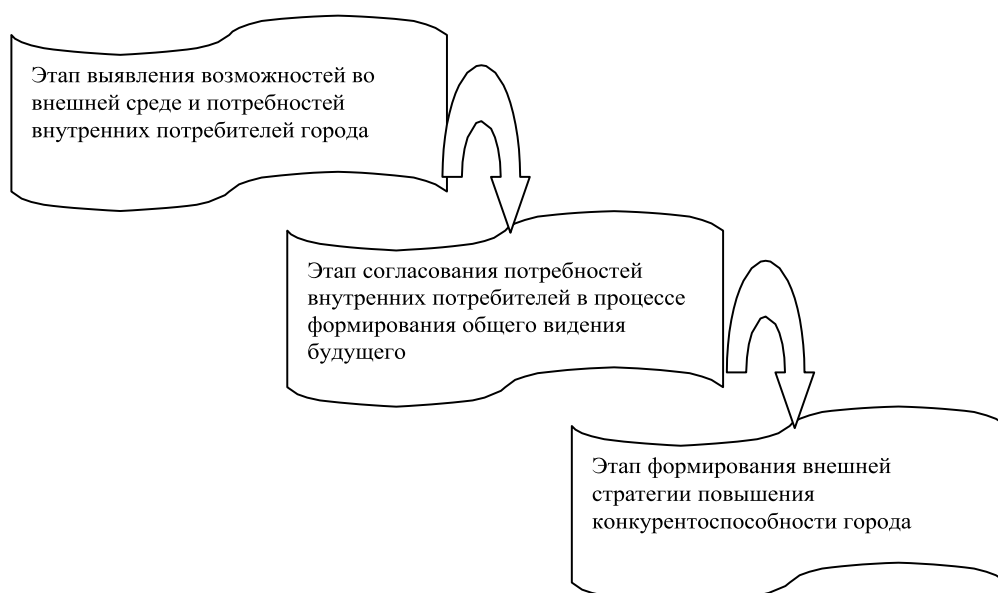 Этап выявления возможностей во
внешней среде и потребностей
внутренних потребителей города
Этап согласования потребностей
внутренних потребителей в процессе
формирования общего видения
будущего
Этап формирования внешней
стратегии повышения
конкурентоспособности города